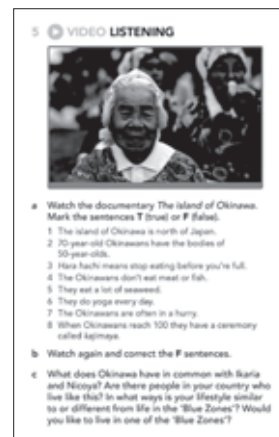 5 VIDEO LISTENING
a Watch the documentary The island of Okinawa.
Mark the sentences T (true) or F (false).
1 The island of Okinawa is north of Japan.
2 70-year-old Okinawans have the bodies of
50-year-olds.
3 Hara hachi means stop eating before you're full.
4 The Okinawans don't eat meat or fish.
5 They eat a lot of seaweed.
6 They do yoga every day.
7 The Okinawans are often in a hurry.
8 When Okinawans reach 100 they have a ceremony
called kajimaya.
b Watch again and correct the F sentences.
c What does Okinawa have in common with Ikaria
and Nicoya? Are there people in your country who
live like this? In what ways is your lifestyle similar
to or different from life in the 'Blue Zones'? Would
you like to live in one of the 'Blue Zones'?